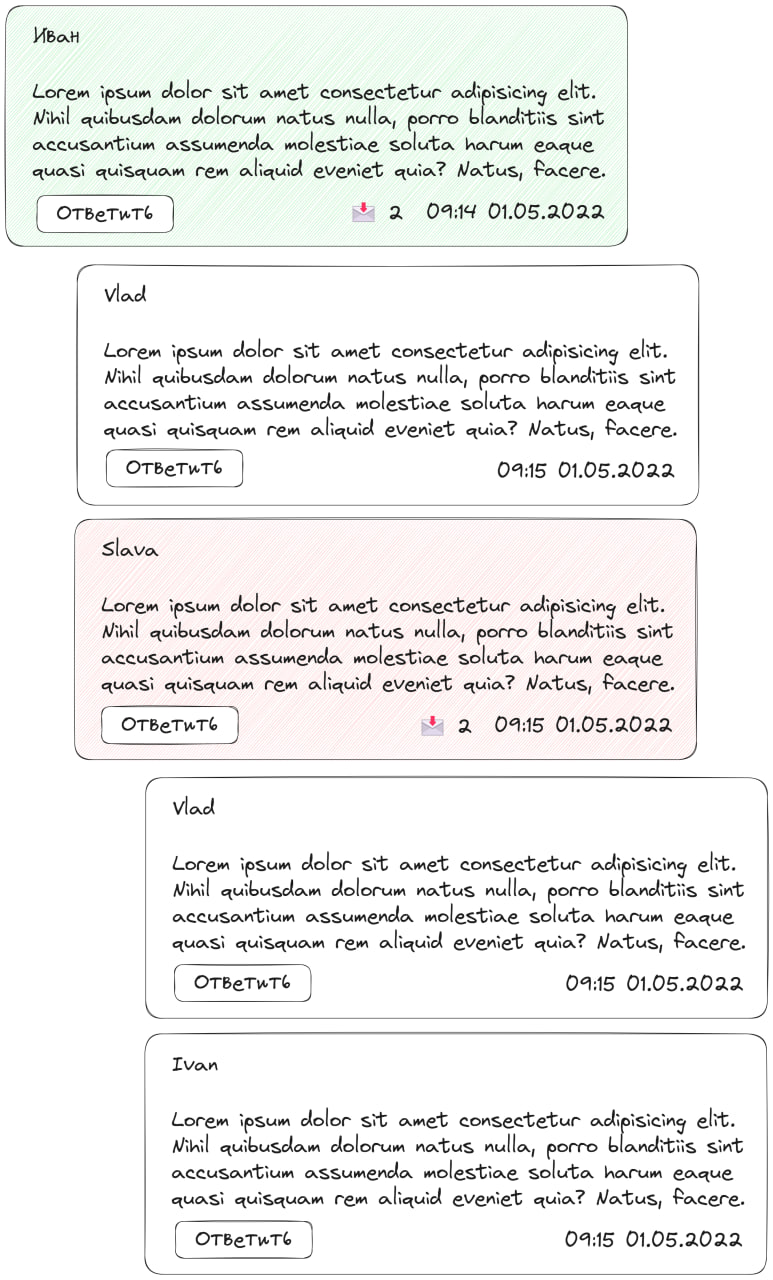 Иван
Lorem ipsum dolor sit amet consectetur adipisicing elit.
Nihil quibusdam dolorum natus nulla, porro blanditiis sint
accusantium assumenda molestiae soluta harum eaque
quasi quisquam rem aliquid eveniet quia? Natus, facere.
Ответить 2 09:14 01.05.2022
Vlad
Lorem ipsum dolor sit amet consectetur adipisicing elit.
Nihil quibusdam dolorum natus nulla, porro blanditiis sint
accusantium assumenda molestiae soluta harum eaque
quasi quisquam rem aliquid eveniet quia? Natus, facere.
Ответить 09:15 01.05.2022
Slava
Lorem ipsum dolor sit amet consectetur adipisicing elit.
Nihil quibusdam dolorum natus nulla, porro blanditiis sint
accusantium assumenda molestiae soluta harum eaque
quasi quisquam rem aliquid eveniet quia? Natus, facere.
Ответить 2 09:15 01.05.2022
Vlad
Lorem ipsum dolor sit amet consectetur adipisicing elit.
Nihil quibusdam dolorum natus nulla, porro blanditiis sint
accusantium assumenda molestiae soluta harum eaque
quasi quisquam rem aliquid eveniet quia? Natus, facere.
Ответить 09:15 01.05.2022
Ivan
Lorem ipsum dolor sit amet consectetur adipisicing elit.
Nihil quibusdam dolorum natus nulla, porro blanditiis sint
accusantium assumenda molestiae soluta harum eaque
quasi quisquam rem aliquid eveniet quia? Natus, facere.
Ответить 09:15 01.05.2022